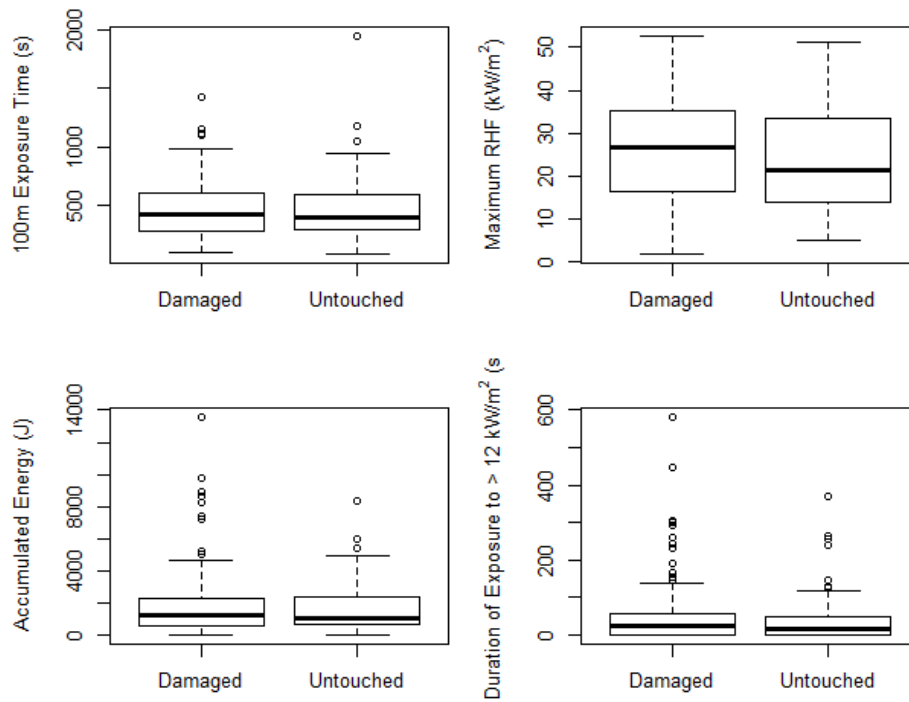 100m Exposure Time (s)
2000
1000
500
Damaged
Untouched
Maximum RHF (kW/m²)
50
40
30
20
10
0
Damaged
Untouched
Accumulated Energy (J)
14000
8000
4000
0
Damaged
Untouched
Duration of Exposure to > 12 kW/m² (s
600
400
200
0
Damaged
Untouched